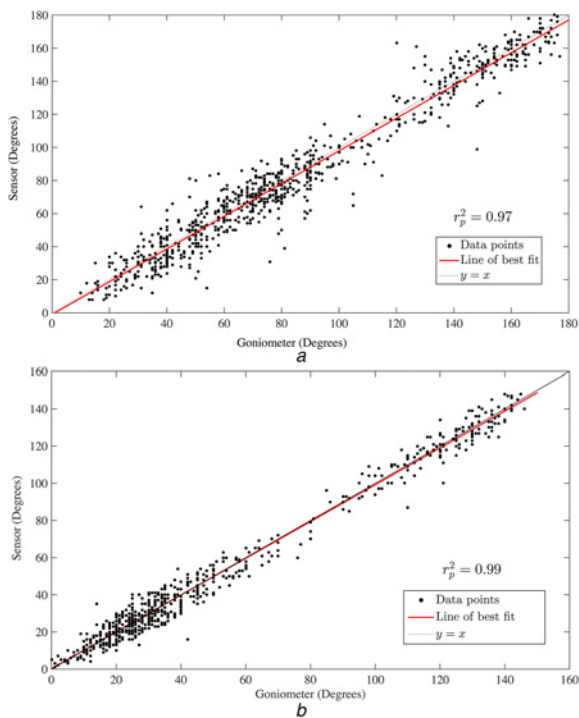 180
160
140
120
100
80
60
40
20
0
Sensor (Degrees)
r_p^2 = 0.97
Data points
Line of best fit
y = x
0 20 40 60 80 100 120 140 160 180
Goniometer (Degrees)
a
160
140
120
100
80
60
40
20
0
Sensor (Degrees)
r_p^2 = 0.99
Data points
Line of best fit
y = x
0 20 40 60 80 100 120 140 160
Goniometer (Degrees)
b